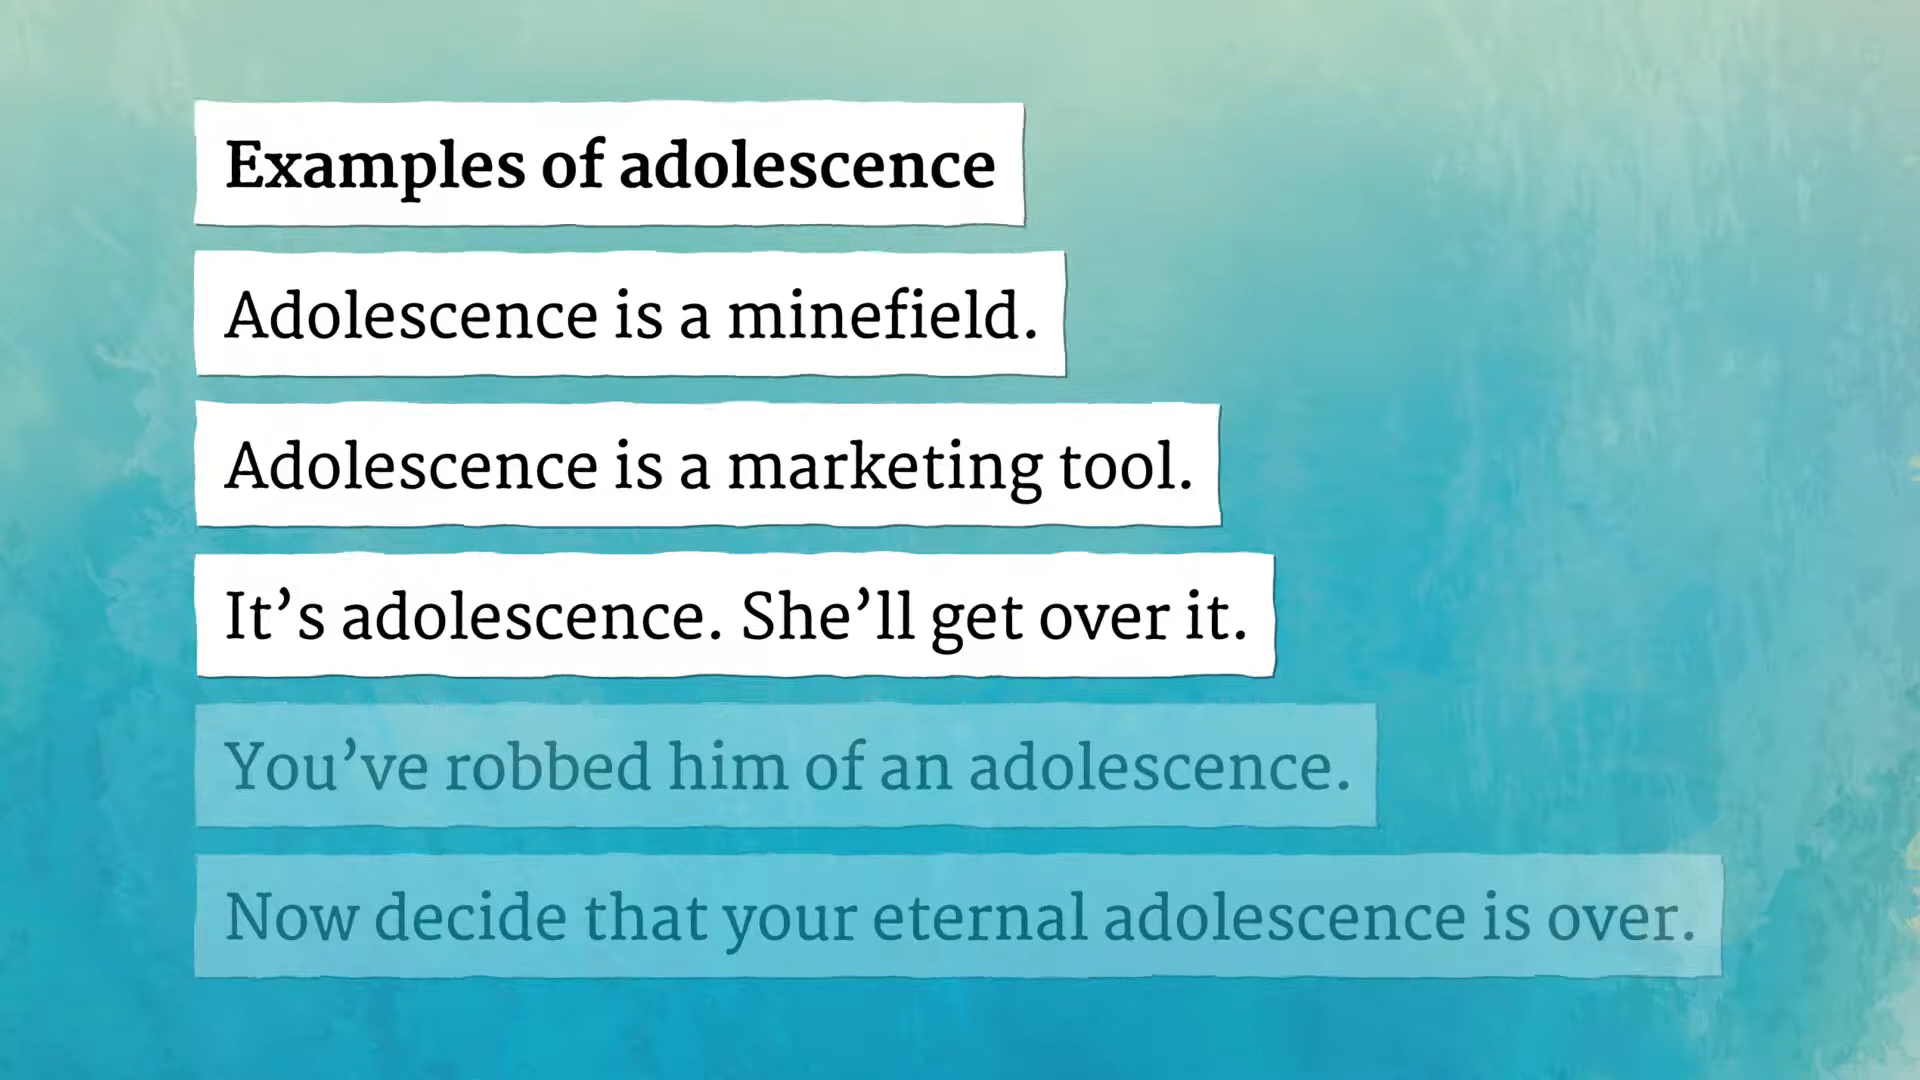 Examples of adolescence
Adolescence is a minefield.
Adolescence is a marketing tool.
It’s adolescence. She’ll get over it.
You’ve robbed him of an adolescence.
Now decide that your eternal adolescence is over.